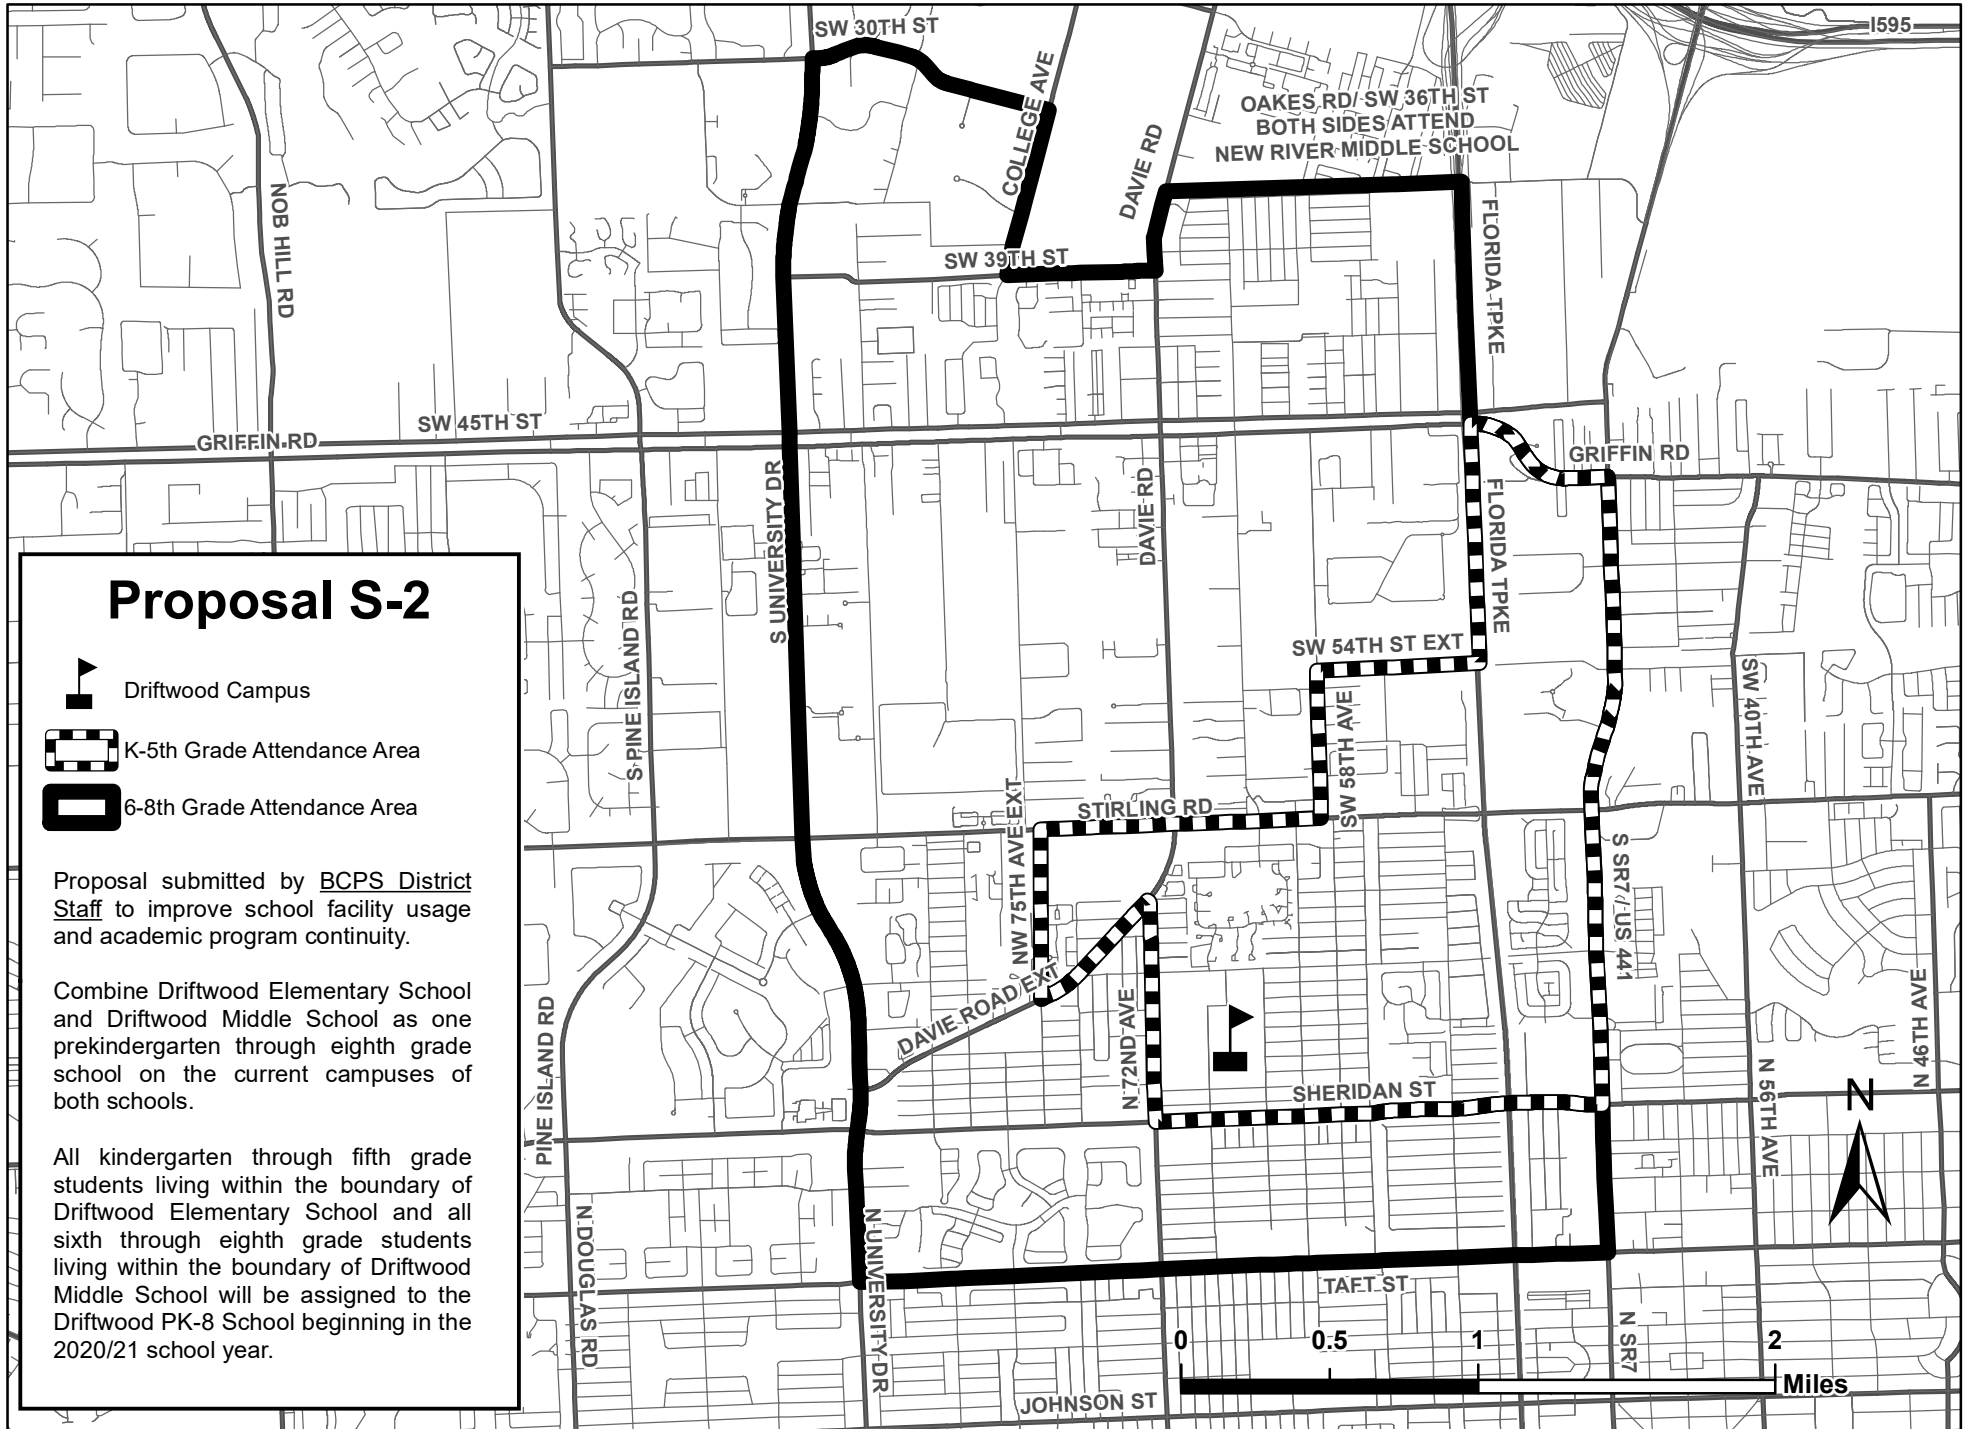 SW 30TH ST
I595
COLLEGE AVE
OAKES RD/ SW 36TH ST
BOTH SIDES ATTEND
NEW RIVER MIDDLE SCHOOL
DAVIE RD
NOB HILL RD
FLORIDA TPKE
SW 39TH ST
SW 45TH ST
GRIFFIN RD
GRIFFIN RD
S UNIVERSITY DR
DAVIE RD
FLORIDA TPKE
Proposal S-2
Driftwood Campus
K-5th Grade Attendance Area
6-8th Grade Attendance Area
Proposal submitted by BCPS District
Staff to improve school facility usage
and academic program continuity.
Combine Driftwood Elementary School
and Driftwood Middle School as one
prekindergarten through eighth grade
school on the current campuses of
both schools.
All kindergarten through fifth grade
students living within the boundary of
Driftwood Elementary School and all
sixth through eighth grade students
living within the boundary of Driftwood
Middle School will be assigned to the
Driftwood PK-8 School beginning in the
2020/21 school year.
S PINE ISLAND RD
SW 54TH ST EXT
SW 58TH AVE
SW 40TH AVE
STIRLING RD
NW 75TH AVE EXT
S SR7 / US 441
DAVIE ROAD EXT
N 72ND AVE
PINE ISLAND RD
SHERIDAN ST
N 46TH AVE
N 56TH AVE
N
N DOUGLAS RD
N UNIVERSITY DR
TAFT ST
N SR7
0
0.5
1
2
Miles
JOHNSON ST